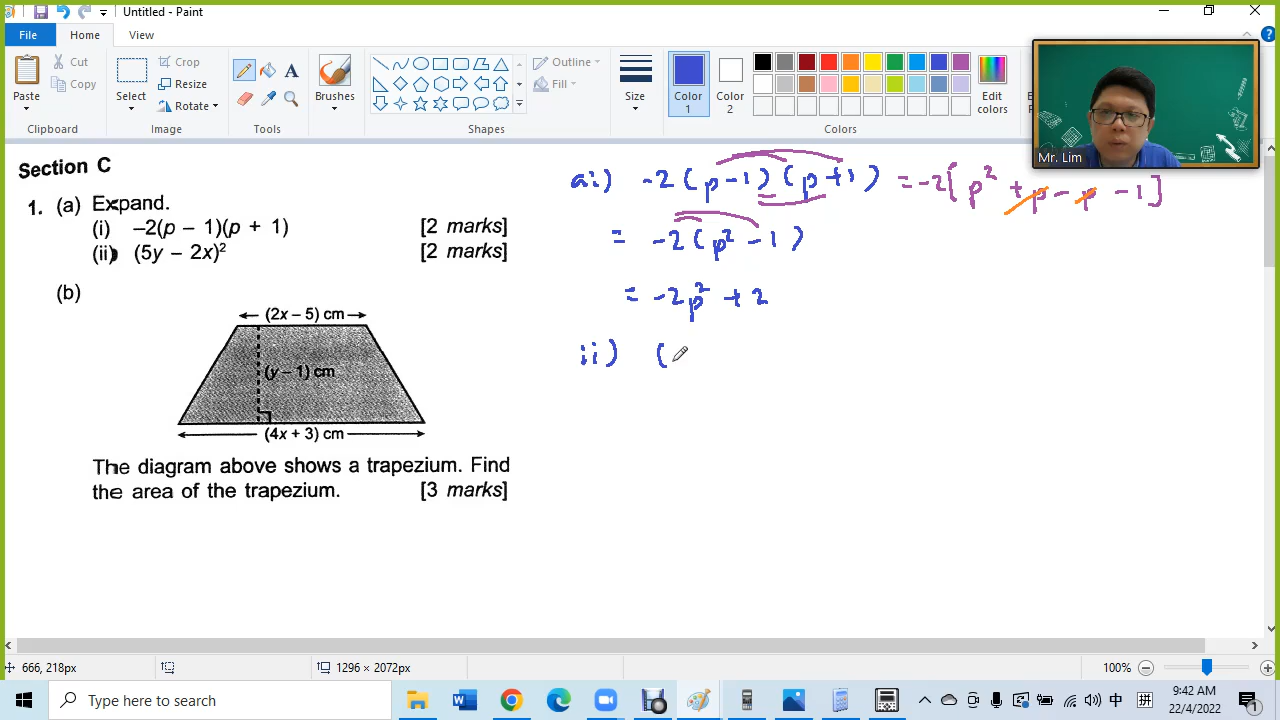 Untitled - Paint
File Home View
Paste
Cut
Copy
Clipboard
Select
Crop
Resize
Rotate
Image
Tools
Brushes
Shapes
Outline
Fill
Size
Color 1
Color 2
Colors
Edit colors
Mr. Lim
Section C
1. (a) Expand.
(i) –2(p – 1)(p + 1) [2 marks]
(ii) (5y – 2x)² [2 marks]
(b)
(2x – 5) cm
(y – 1) cm
(4x + 3) cm
The diagram above shows a trapezium. Find
the area of the trapezium. [3 marks]
ai) -2(p-1)(p+1) = -2[p² + p - p - 1]
= -2(p² - 1)
= -2p² + 2
ii) (
666, 218px
1296 × 2072px
100%
Type here to search
中
拼
9:42 AM
22/4/2022
1